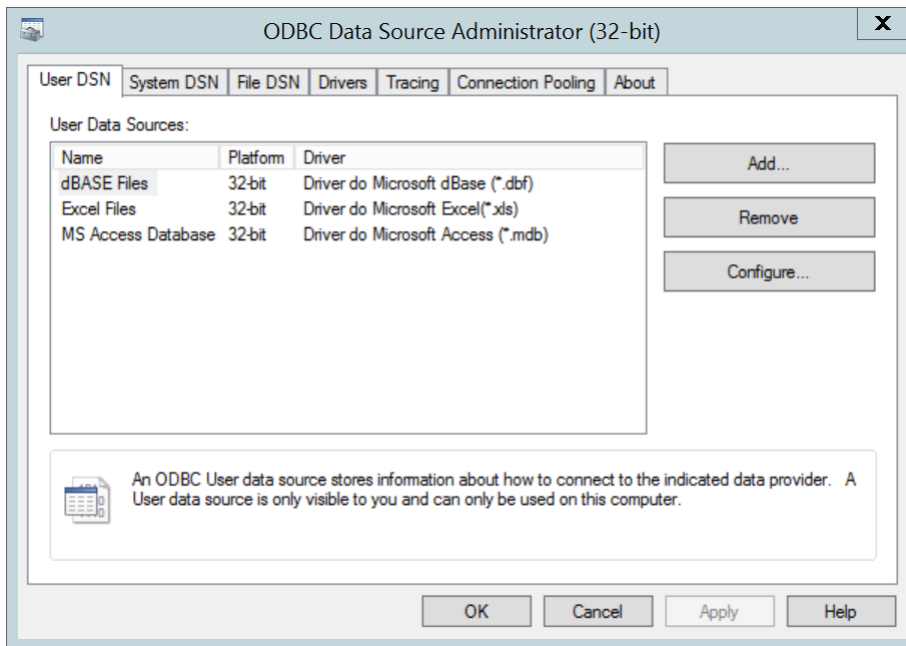 ODBC Data Source Administrator (32-bit)
X
User DSN System DSN File DSN Drivers Tracing Connection Pooling About
User Data Sources:
Name Platform Driver
dBASE Files 32-bit Driver do Microsoft dBase (*.dbf)
Excel Files 32-bit Driver do Microsoft Excel(*.xls)
MS Access Database 32-bit Driver do Microsoft Access (*.mdb)
Add...
Remove
Configure...
An ODBC User data source stores information about how to connect to the indicated data provider. A
User data source is only visible to you and can only be used on this computer.
OK Cancel Apply Help